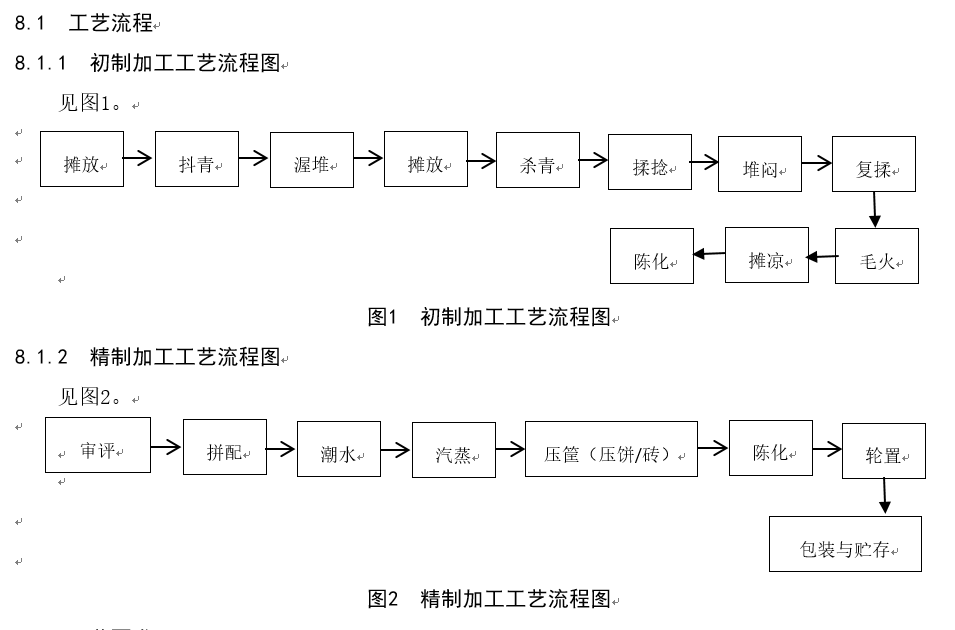 8.1 工艺流程
8.1.1 初制加工工艺流程图
见图1。
摊放 抖青 渥堆 摊放 杀青 揉捻 堆闷 复揉
陈化 摊凉 毛火
图1 初制加工工艺流程图
8.1.2 精制加工工艺流程图
见图2。
审评 拼配 潮水 汽蒸 压筐（压饼/砖） 陈化 轮置
包装与贮存
图2 精制加工工艺流程图